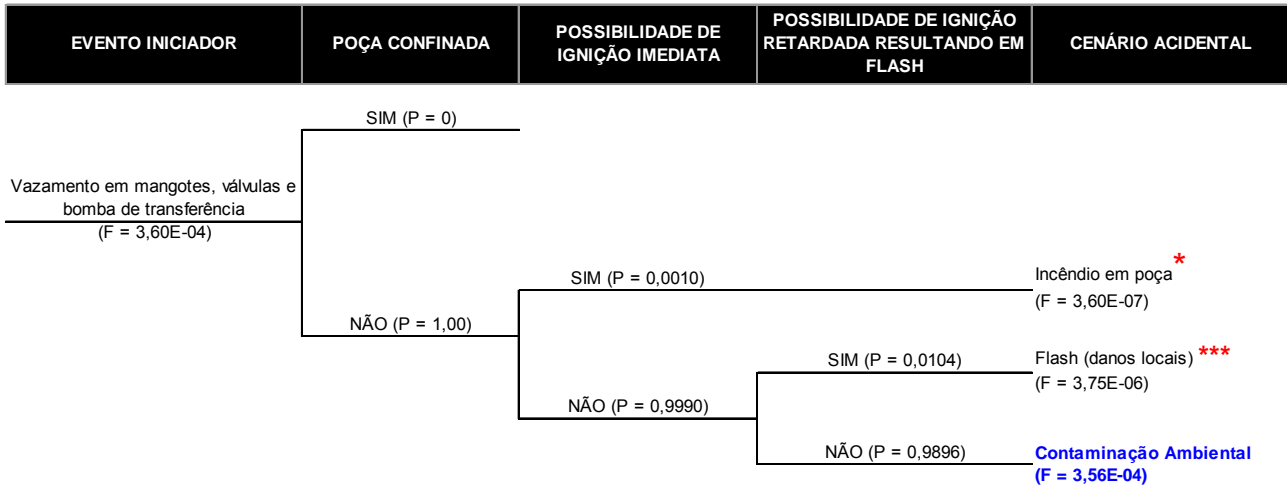 EVENTO INICIADOR
POÇA CONFINADA
POSSIBILIDADE DE
IGNIÇÃO IMEDIATA
POSSIBILIDADE DE IGNIÇÃO
RETARDADA RESULTANDO EM
FLASH
CENÁRIO ACIDENTAL
SIM (P = 0)
Vazamento em mangotes, válvulas e
bomba de transferência
(F = 3,60E-04)
SIM (P = 0,0010)
Incêndio em poça *
(F = 3,60E-07)
NÃO (P = 1,00)
SIM (P = 0,0104)
Flash (danos locais) ***
(F = 3,75E-06)
NÃO (P = 0,9990)
NÃO (P = 0,9896)
Contaminação Ambiental
(F = 3,56E-04)